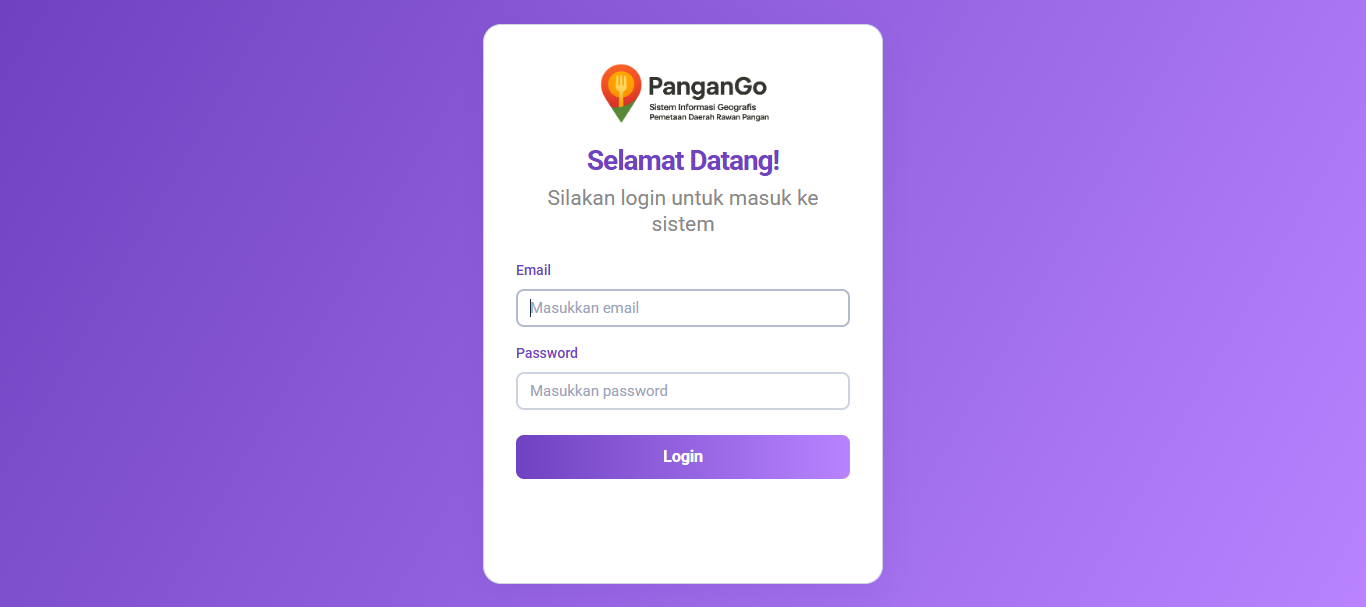 PanganGo
Sistem Informasi Geografis
Pemetaan Daerah Rawan Pangan
Selamat Datang!
Silakan login untuk masuk ke
sistem
Email
Masukkan email
Password
Masukkan password
Login